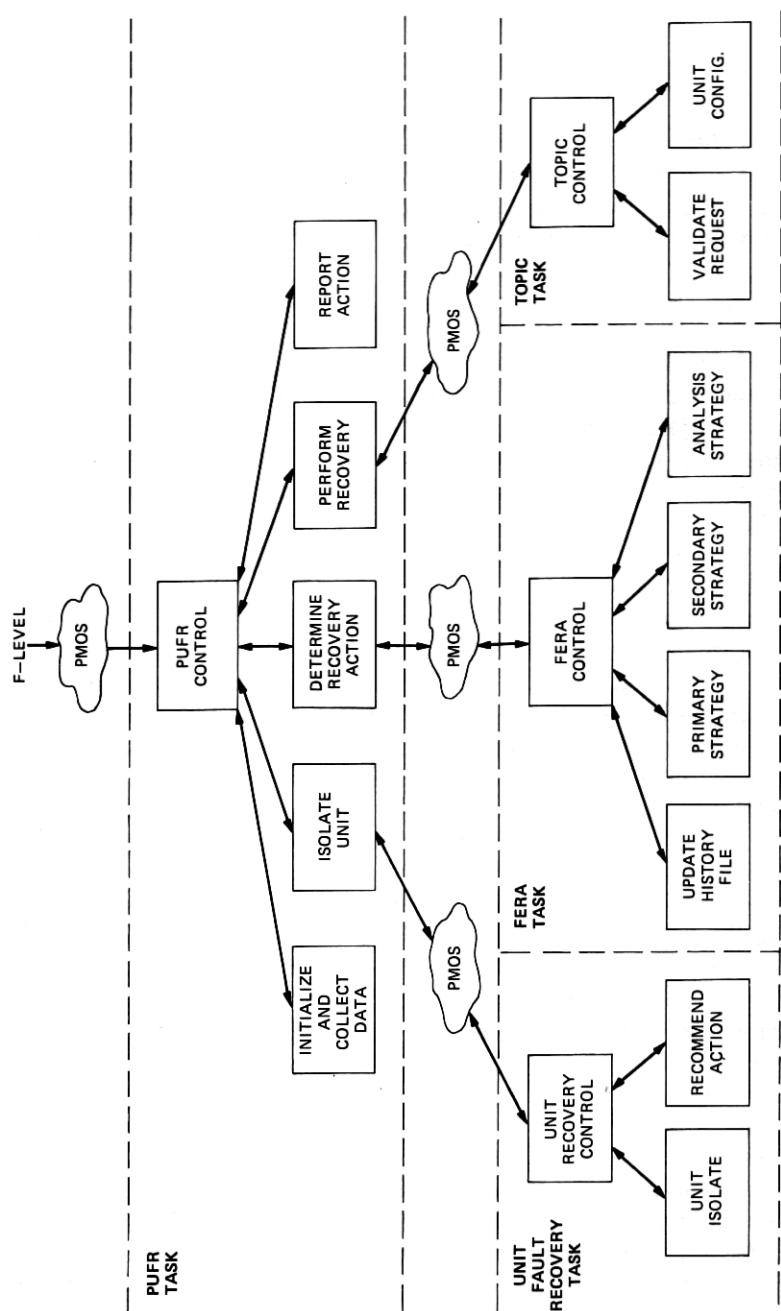 F-LEVEL
PMOS
PUFR
TASK
PUFR
CONTROL
INITIALIZE
AND
COLLECT
DATA
ISOLATE
UNIT
DETERMINE
RECOVERY
ACTION
PERFORM
RECOVERY
REPORT
ACTION
PMOS
PMOS
PMOS
UNIT
FAULT
RECOVERY
TASK
UNIT
RECOVERY
CONTROL
UNIT
ISOLATE
RECOMMEND
ACTION
FERA
TASK
FERA
CONTROL
UPDATE
HISTORY
FILE
PRIMARY
STRATEGY
SECONDARY
STRATEGY
ANALYSIS
STRATEGY
TOPIC
TASK
TOPIC
CONTROL
VALIDATE
REQUEST
UNIT
CONFIG.